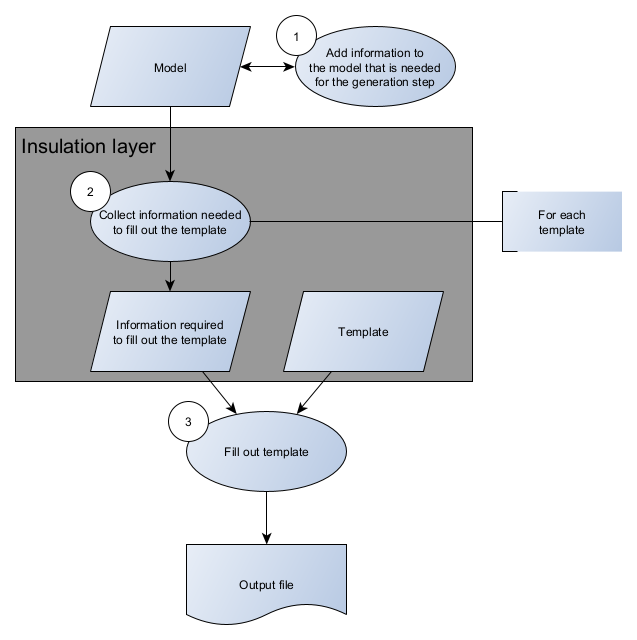 1
Model
Add information to
the model that is needed
for the generation step
Insulation layer
2
Collect information needed
to fill out the template
For each
template
Information required
to fill out the template
Template
3
Fill out template
Output file